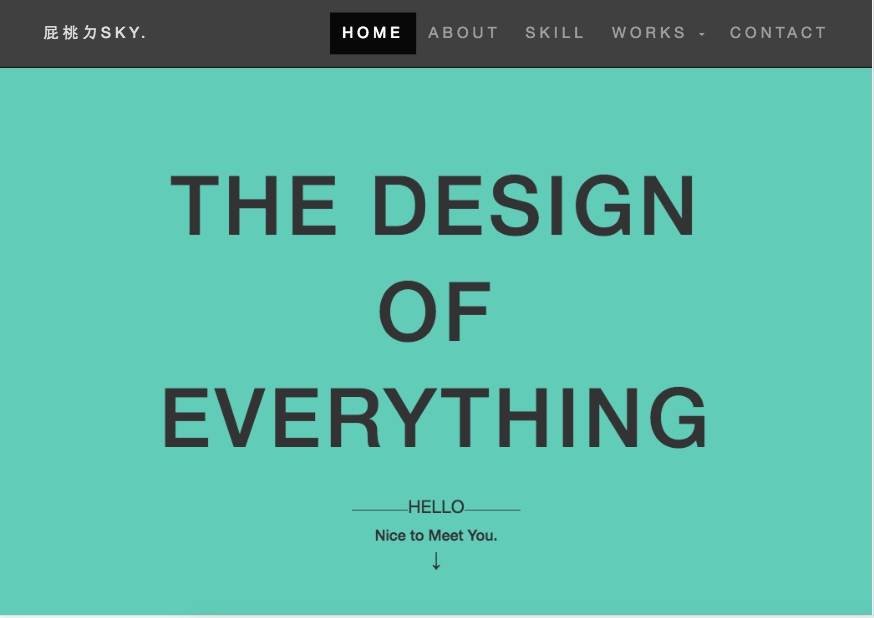 屁桃ㄉSKY.
HOME ABOUT SKILL WORKS CONTACT
THE DESIGN
OF
EVERYTHING
HELLO
Nice to Meet You.
↓